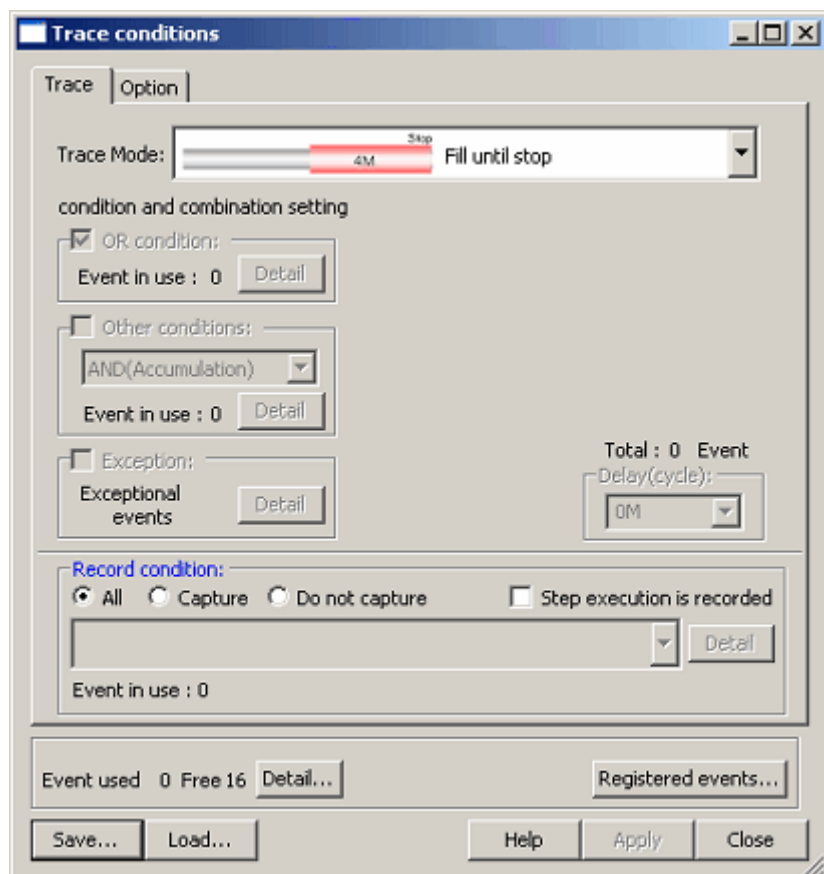 Trace conditions
Trace Option
Trace Mode: 4M Stop Fill until stop
condition and combination setting
OR condition:
Event in use : 0 Detail
Other conditions:
AND(Accumulation)
Event in use : 0 Detail
Exception:
Exceptional events Detail
Total : 0 Event
Delay(cycle):
0M
Record condition:
All Capture Do not capture Step execution is recorded
Detail
Event in use : 0
Event used 0 Free 16 Detail... Registered events...
Save... Load... Help Apply Close